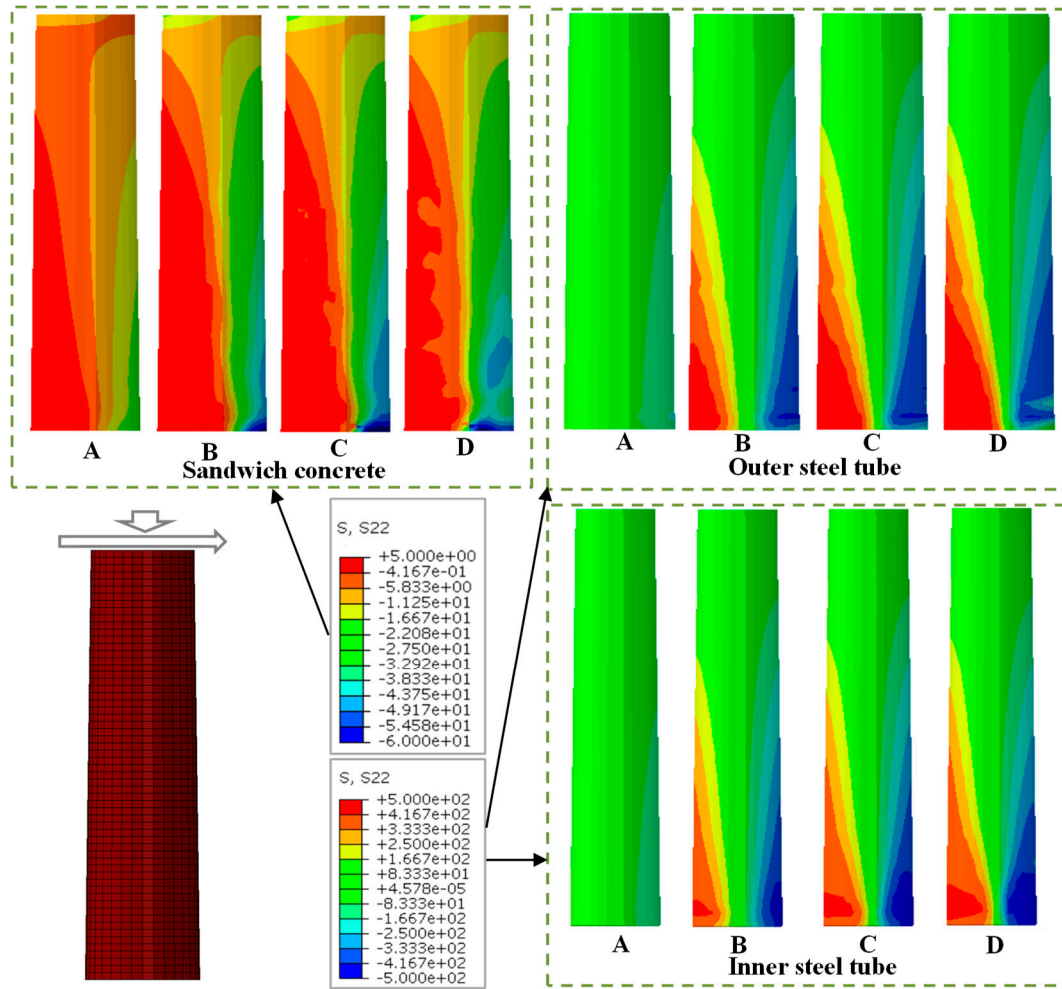 A B C D
Sandwich concrete
A B C D
Outer steel tube
S, S22
+5.000e+00
-4.167e-01
-5.833e+00
-1.125e+01
-1.667e+01
-2.208e+01
-2.750e+01
-3.292e+01
-3.833e+01
-4.375e+01
-4.917e+01
-5.458e+01
-6.000e+01
S, S22
+5.000e+02
+4.167e+02
+3.333e+02
+2.500e+02
+1.667e+02
+8.333e+01
+4.578e-05
-8.333e+01
-1.667e+02
-2.500e+02
-3.333e+02
-4.167e+02
-5.000e+02
A B C D
Inner steel tube